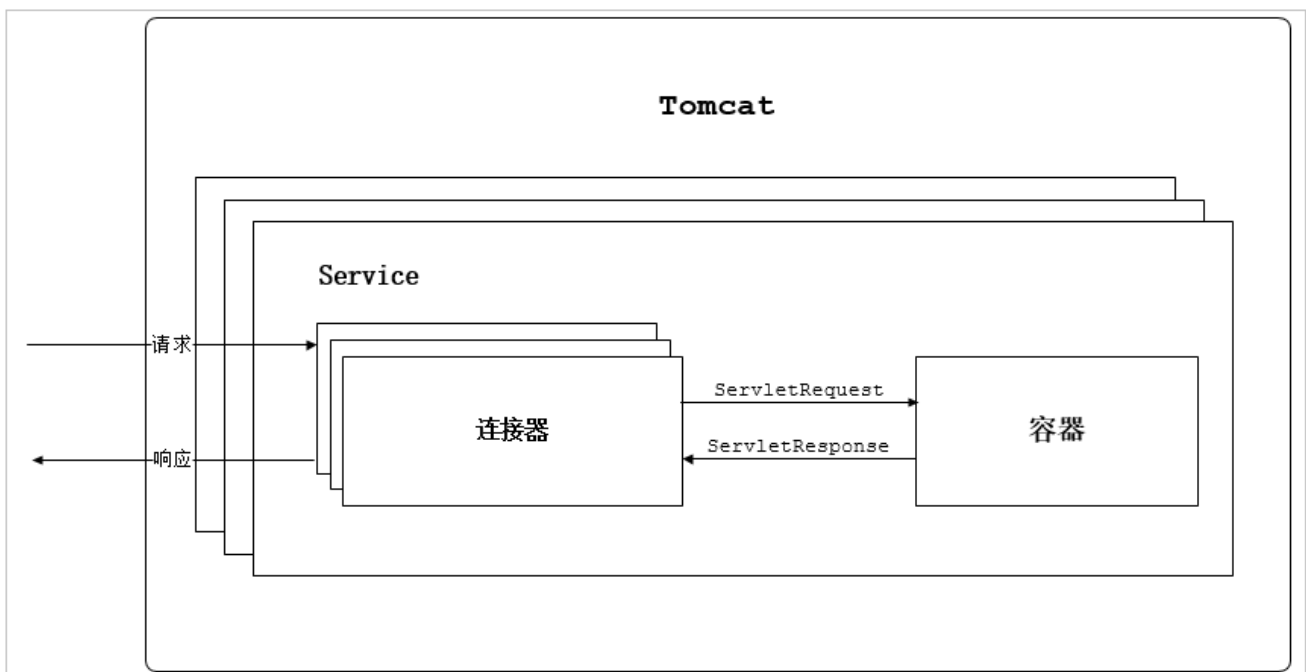 Tomcat
Service
请求
ServletRequest
连接器
容器
ServletResponse
响应